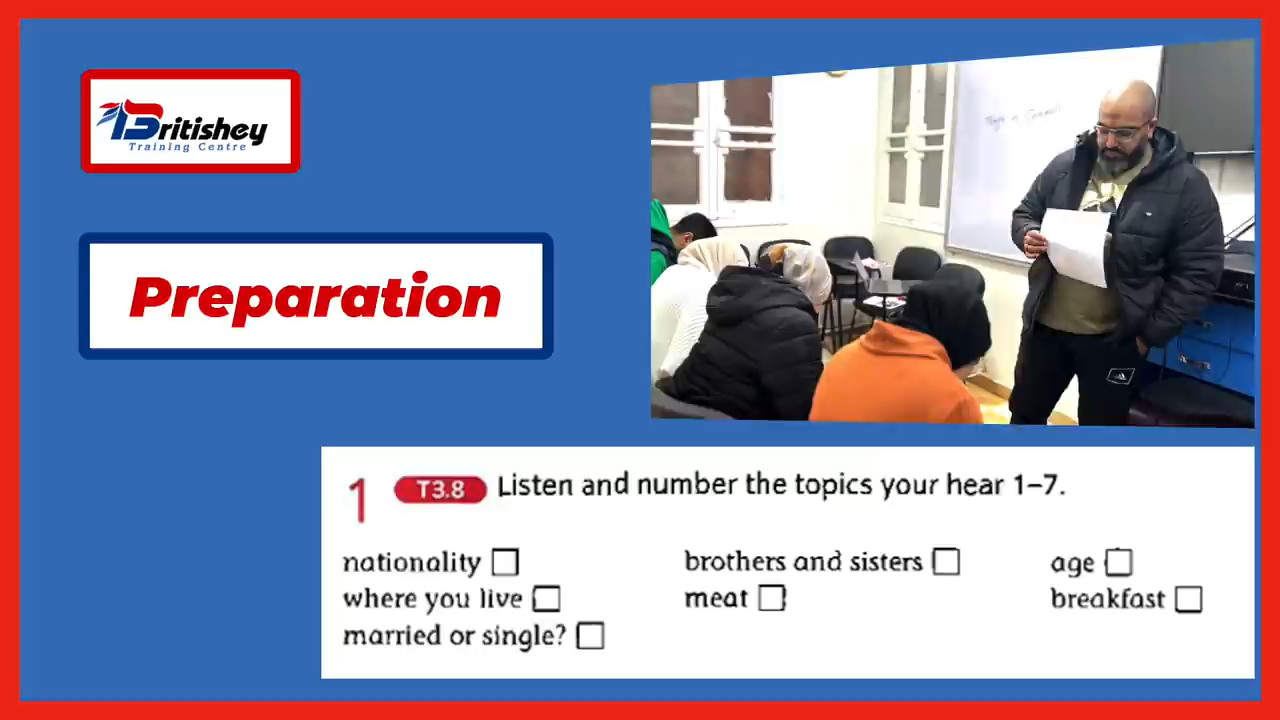 Britishey
Training Centre
Preparation
1 T3.8 Listen and number the topics your hear 1–7.
nationality brothers and sisters age
where you live meat breakfast
married or single?